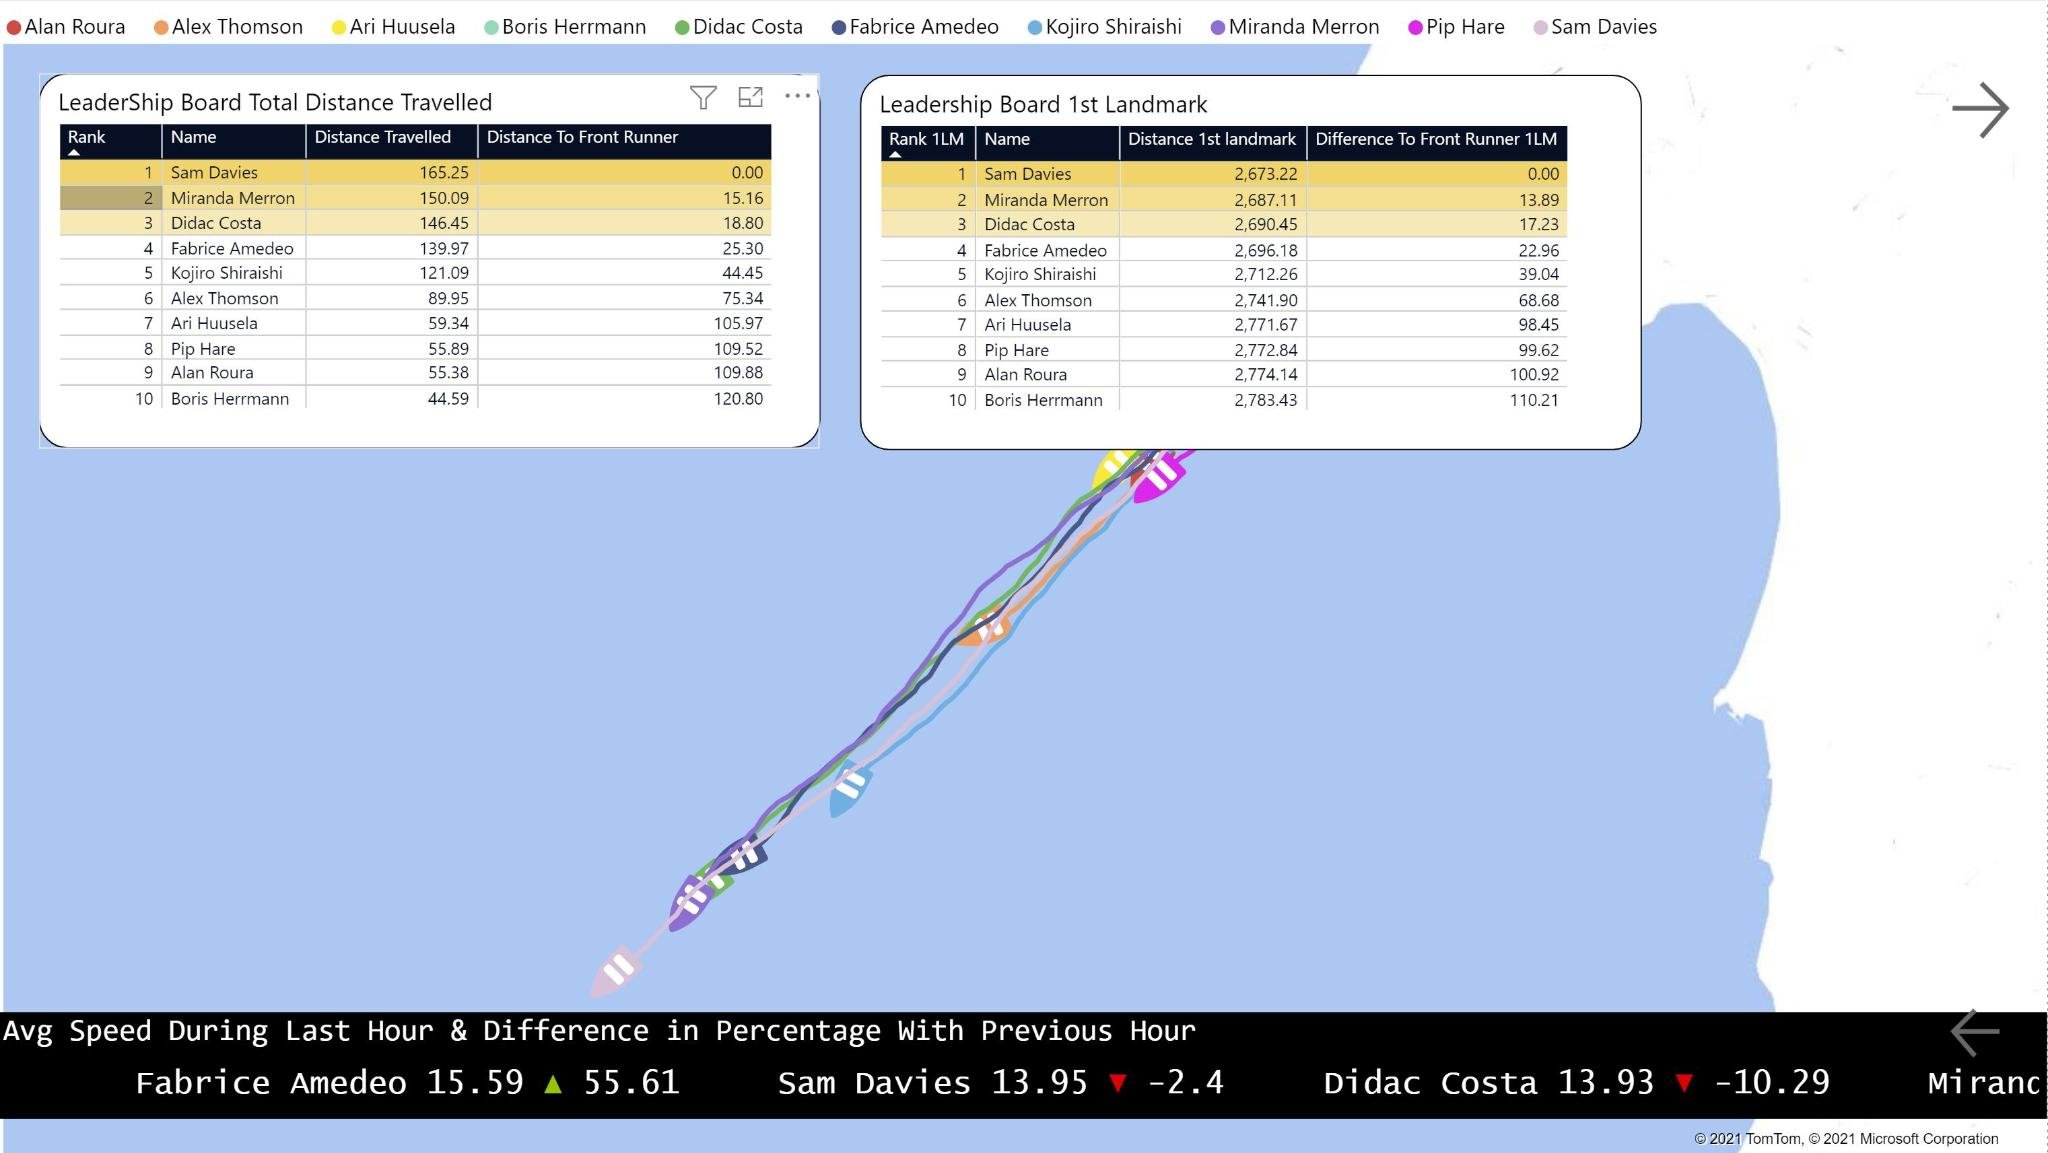 Alan Roura Alex Thomson Ari Huusela Boris Herrmann Didac Costa Fabrice Amedeo Kojiro Shiraishi Miranda Merron Pip Hare Sam Davies
LeaderShip Board Total Distance Travelled
Rank Name Distance Travelled Distance To Front Runner
1 Sam Davies 165.25 0.00
2 Miranda Merron 150.09 15.16
3 Didac Costa 146.45 18.80
4 Fabrice Amedeo 139.97 25.30
5 Kojiro Shiraishi 121.09 44.45
6 Alex Thomson 89.95 75.34
7 Ari Huusela 59.34 105.97
8 Pip Hare 55.89 109.52
9 Alan Roura 55.38 109.88
10 Boris Herrmann 44.59 120.80
Leadership Board 1st Landmark
Rank 1LM Name Distance 1st landmark Difference To Front Runner 1LM
1 Sam Davies 2,673.22 0.00
2 Miranda Merron 2,687.11 13.89
3 Didac Costa 2,690.45 17.23
4 Fabrice Amedeo 2,696.18 22.96
5 Kojiro Shiraishi 2,712.26 39.04
6 Alex Thomson 2,741.90 68.68
7 Ari Huusela 2,771.67 98.45
8 Pip Hare 2,772.84 99.62
9 Alan Roura 2,774.14 100.92
10 Boris Herrmann 2,783.43 110.21
Avg Speed During Last Hour & Difference in Percentage With Previous Hour
Fabrice Amedeo 15.59 ▲ 55.61 Sam Davies 13.95 ▼ -2.4 Didac Costa 13.93 ▼ -10.29 Miranc
© 2021 TomTom, © 2021 Microsoft Corporation